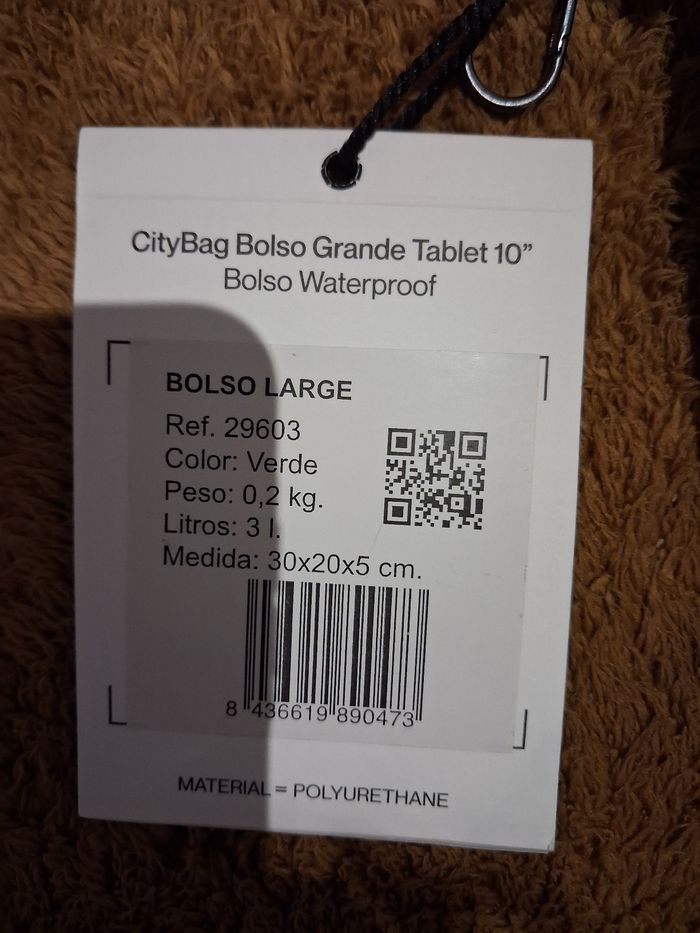 CityBag Bolso Grande Tablet 10”
Bolso Waterproof
BOLSO LARGE
Ref. 29603
Color: Verde
Peso: 0,2 kg.
Litros: 3 l.
Medida: 30x20x5 cm.
8 436619 890473
MATERIAL = POLYURETHANE